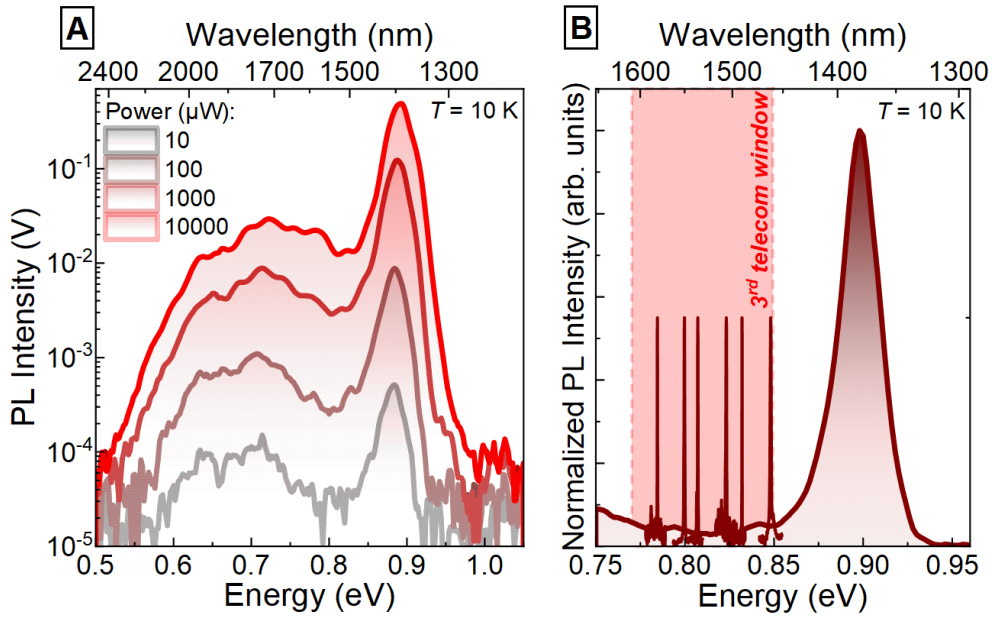 A
Wavelength (nm)
2400 2000 1700 1500 1300
Power (µW):
10
100
1000
10000
T = 10 K
PL Intensity (V)
10-1
10-2
10-3
10-4
10-5
0.5 0.6 0.7 0.8 0.9 1.0
Energy (eV)
B
Wavelength (nm)
1600 1500 1400 1300
T = 10 K
3rd telecom window
Normalized PL Intensity (arb. units)
0.75 0.80 0.85 0.90 0.95
Energy (eV)